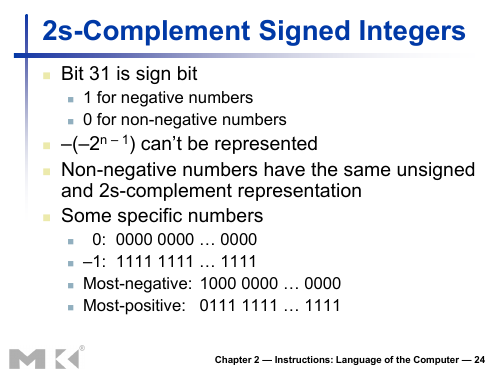 2s-Complement Signed Integers
Bit 31 is sign bit
1 for negative numbers
0 for non-negative numbers
–(–2ⁿ ⁻ ¹) can’t be represented
Non-negative numbers have the same unsigned
and 2s-complement representation
Some specific numbers
0: 0000 0000 … 0000
–1: 1111 1111 … 1111
Most-negative: 1000 0000 … 0000
Most-positive: 0111 1111 … 1111
MK®
Chapter 2 — Instructions: Language of the Computer — 24